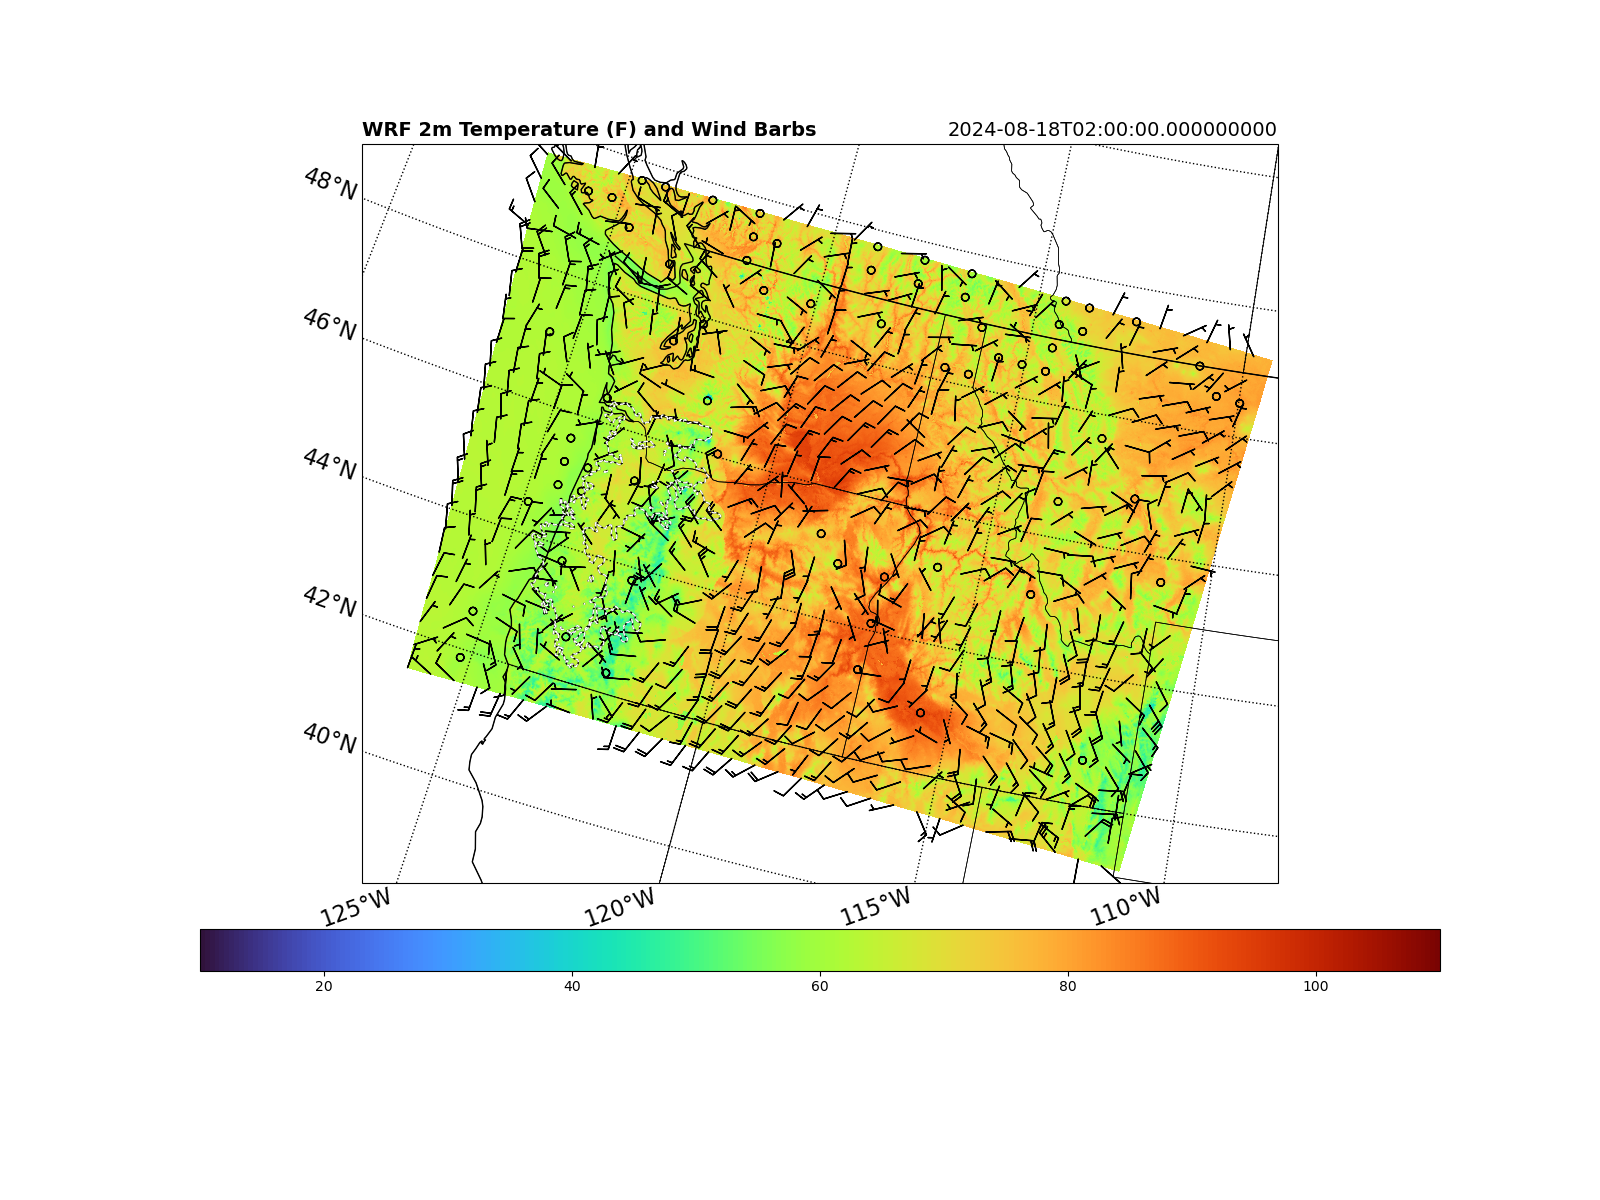 WRF 2m Temperature (F) and Wind Barbs
2024-08-18T02:00:00.000000000
48°N
46°N
44°N
42°N
40°N
125°W
120°W
115°W
110°W
20
40
60
80
100